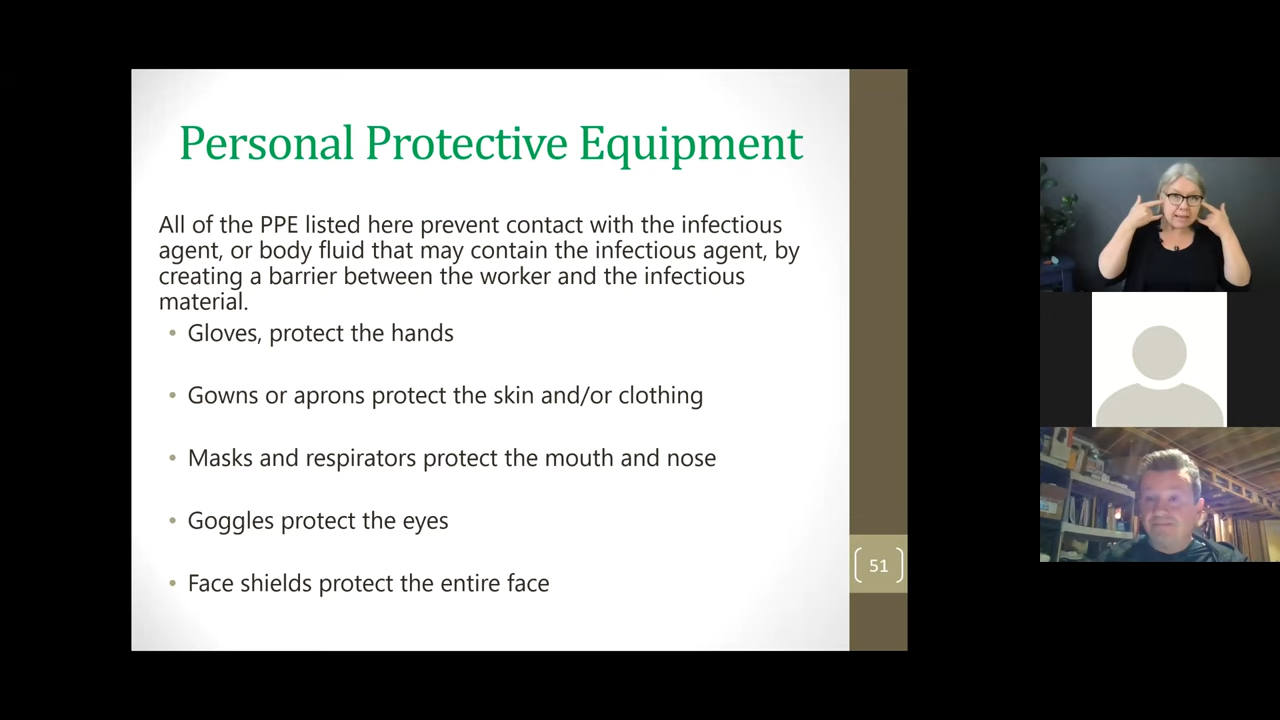 Personal Protective Equipment
All of the PPE listed here prevent contact with the infectious
agent, or body fluid that may contain the infectious agent, by
creating a barrier between the worker and the infectious
material.
• Gloves, protect the hands
• Gowns or aprons protect the skin and/or clothing
• Masks and respirators protect the mouth and nose
• Goggles protect the eyes
• Face shields protect the entire face
51